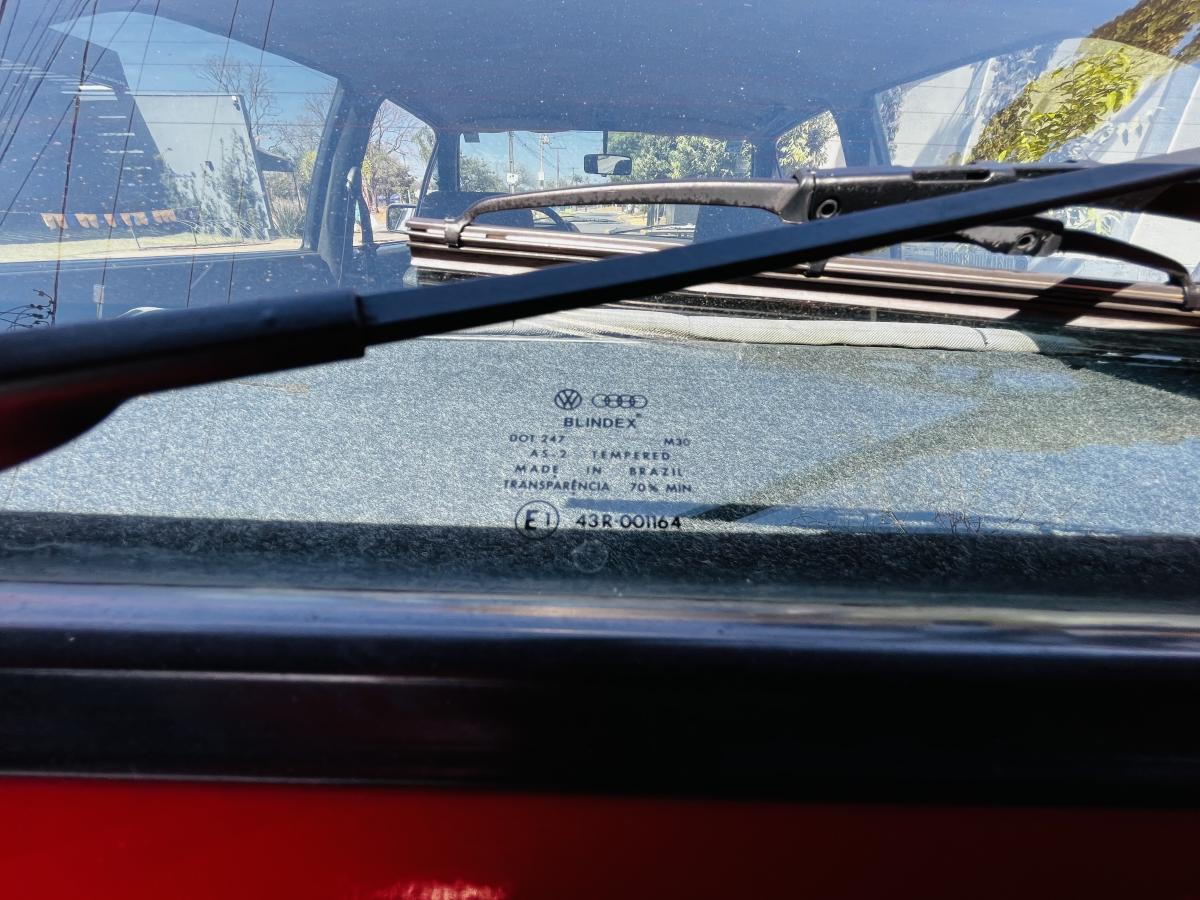 BLINDEX®
DOT 247 M30
AS-2 TEMPERED
MADE IN BRAZIL
TRANSPARÊNCIA 70% MIN
E1 43R-001164